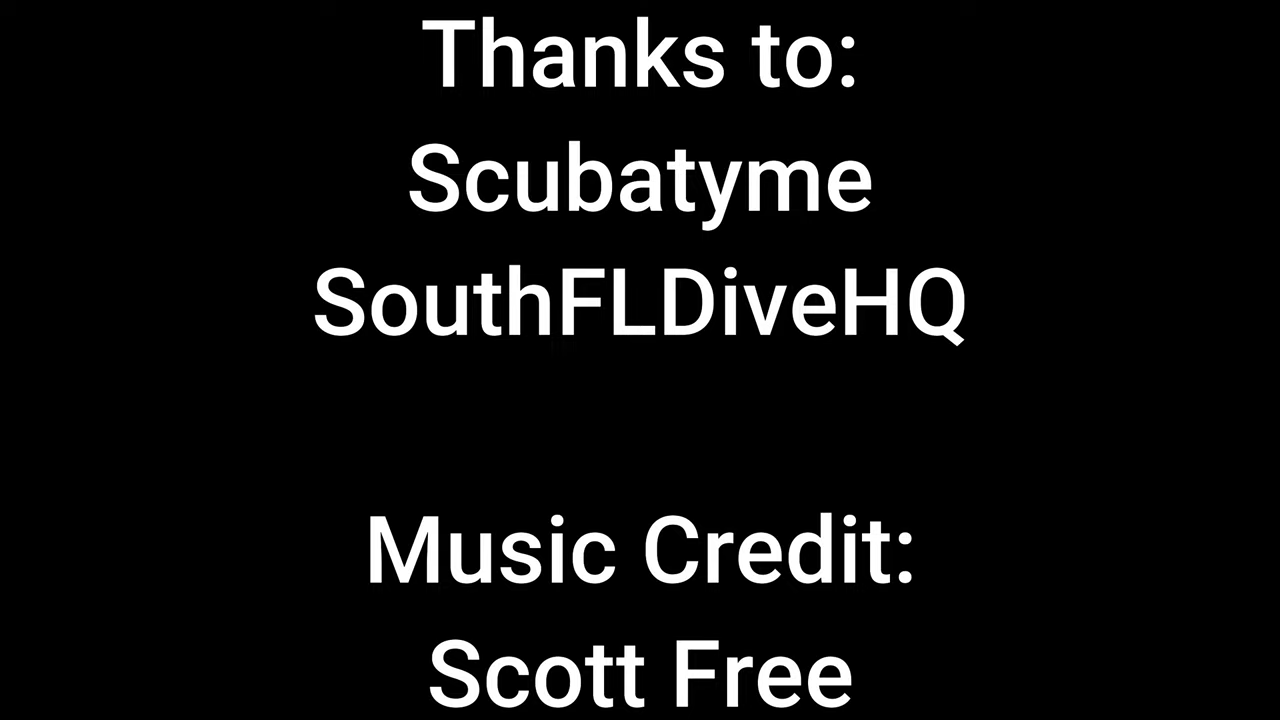 Thanks to:
Scubatyme
SouthFLDiveHQ
Music Credit:
Scott Free